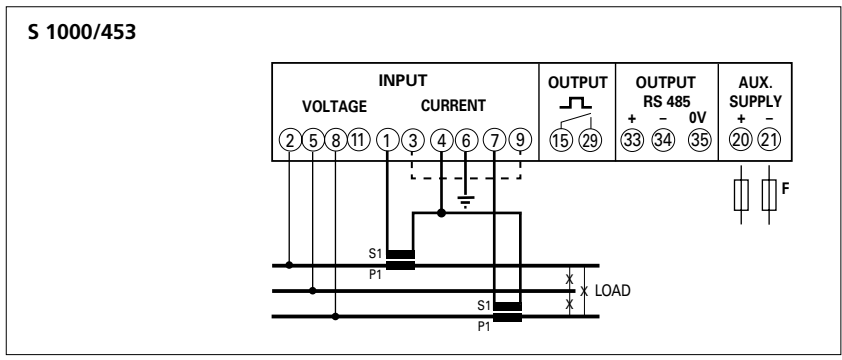 S 1000/453
INPUT
VOLTAGE CURRENT
OUTPUT
OUTPUT
RS 485
+ – 0V
AUX.
SUPPLY
+ –
2 5 8 11 1 3 4 6 7 9 15 29 33 34 35 20 21
F
S1
P1
X
X LOAD
X
S1
P1